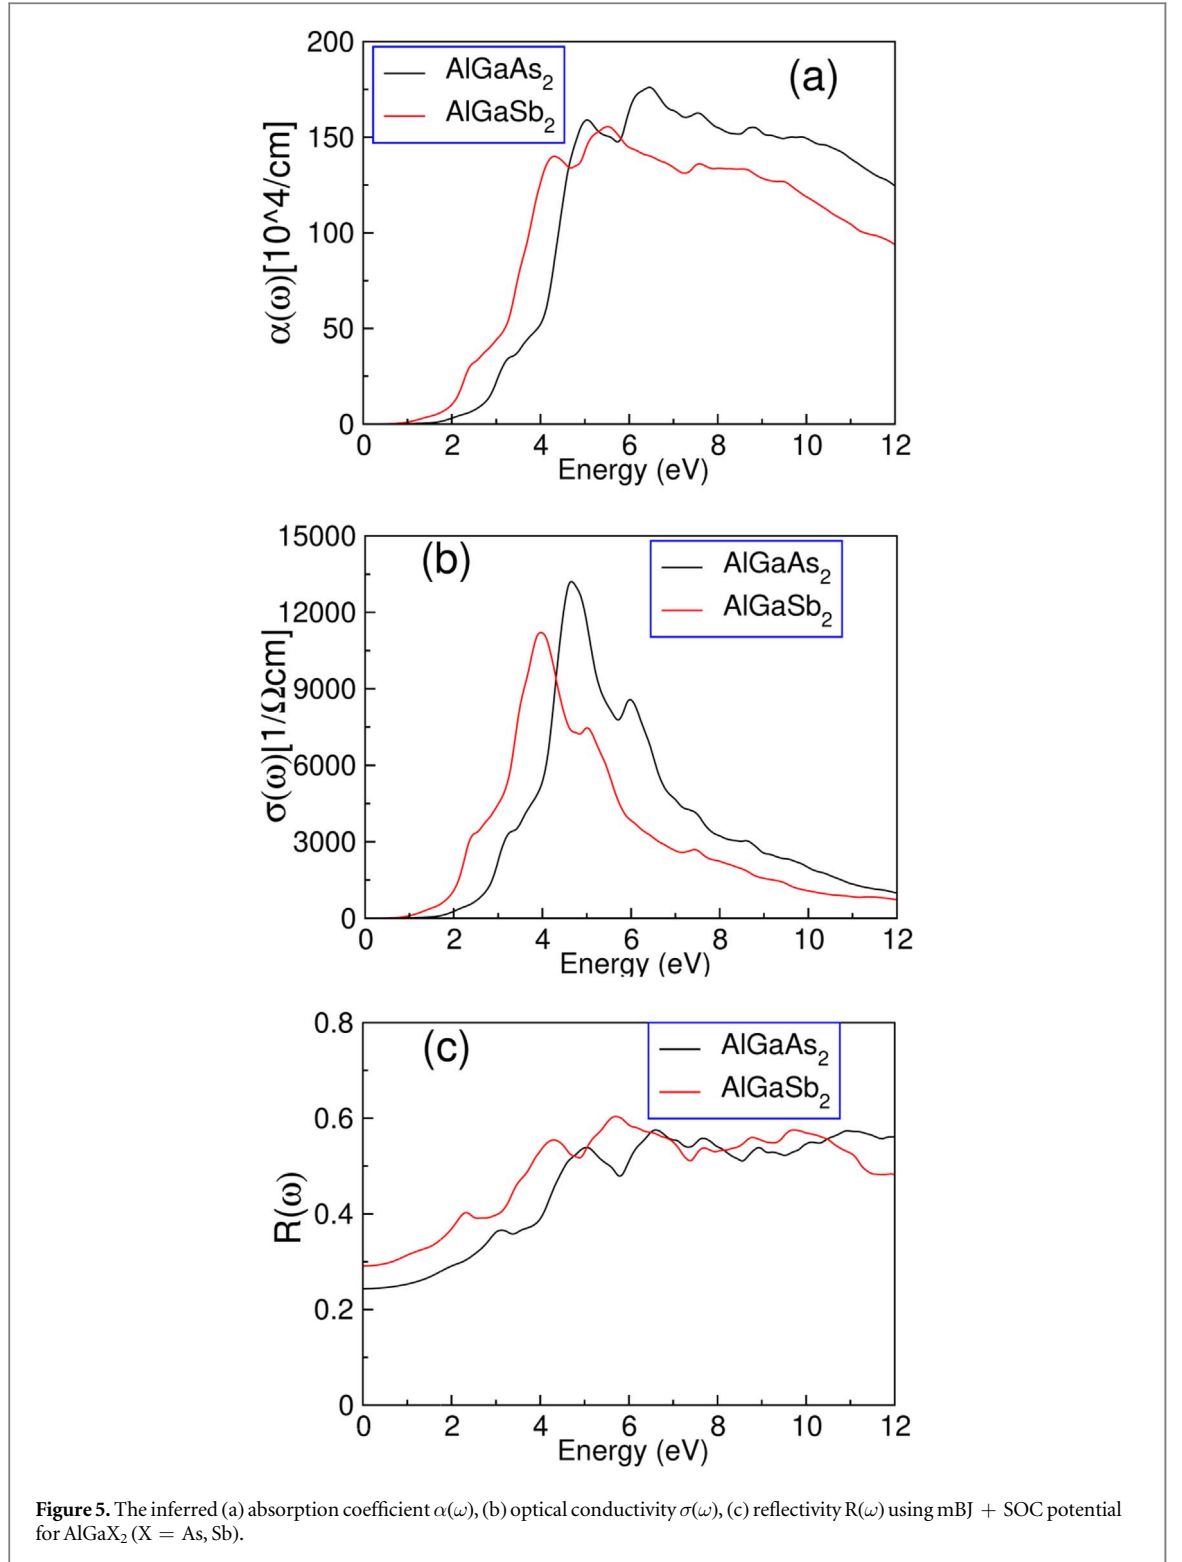 200
150
100
50
0
α(ω)[10^4/cm]
AlGaAs2
AlGaSb2
(a)
0 2 4 6 8 10 12
Energy (eV)
15000
12000
9000
6000
3000
0
σ(ω)[1/Ωcm]
(b)
AlGaAs2
AlGaSb2
0 2 4 6 8 10 12
Energy (eV)
0.8
0.6
0.4
0.2
0
R(ω)
(c)
AlGaAs2
AlGaSb2
0 2 4 6 8 10 12
Energy (eV)
Figure 5. The inferred (a) absorption coefficient α(ω), (b) optical conductivity σ(ω), (c) reflectivity R(ω) using mBJ + SOC potential
for AlGaX2 (X = As, Sb).